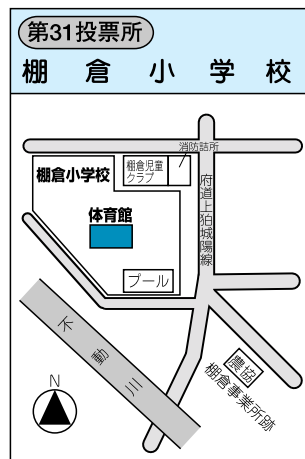 第31投票所
棚倉小学校
消防詰所
棚倉児童
クラブ
棚倉小学校
府道上狛城陽線
体育館
プール
不動川
農協
棚倉事業所跡
N